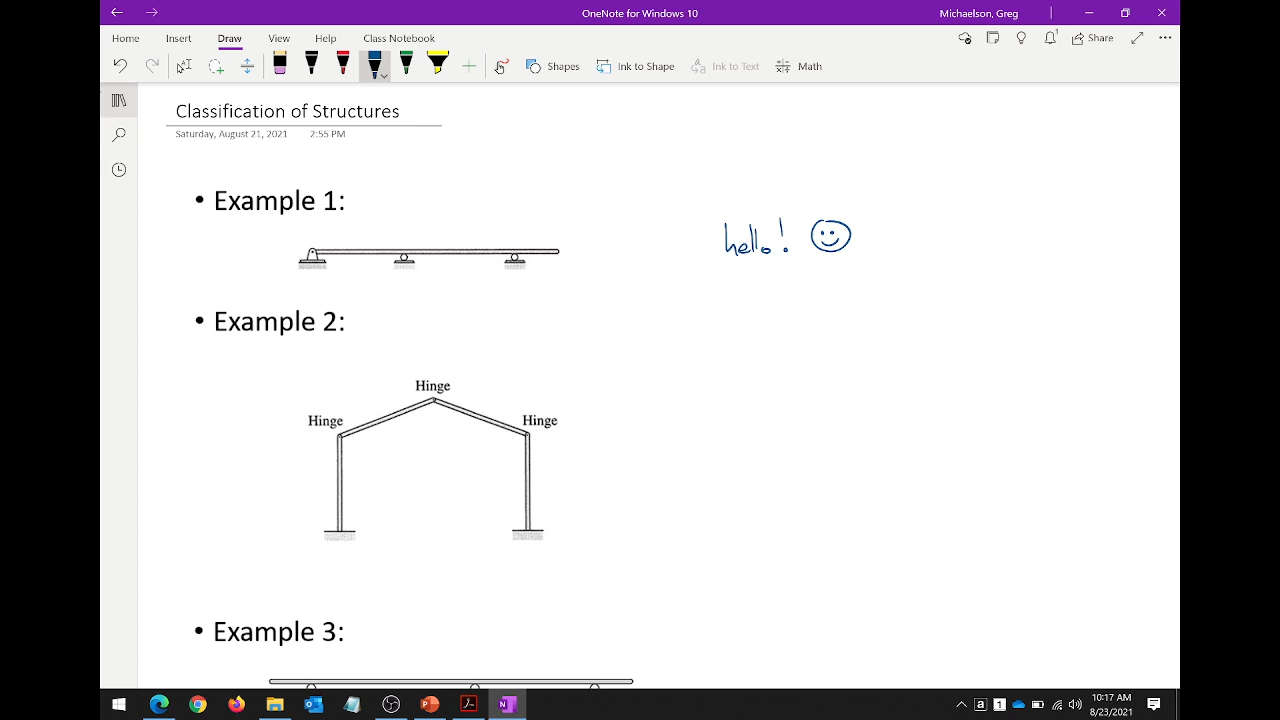 OneNote for Windows 10
Michaelson, Greg
Home Insert Draw View Help Class Notebook
Share
Shapes Ink to Shape Ink to Text Math
Classification of Structures
Saturday, August 21, 2021 2:55 PM
• Example 1:
hello! 
• Example 2:
Hinge
Hinge Hinge
• Example 3:
10:17 AM
8/23/2021